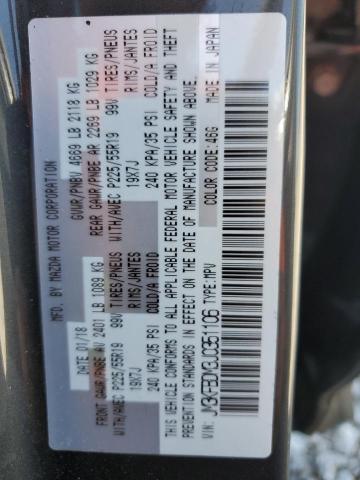 MFD. BY MAZDA MOTOR CORPORATION
DATE 01/18 GVWR/PNBV 4669 LB 2118 KG
FRONT GAWR/PNBE AV 2401 LB 1089 KG REAR GAWR/PNBE AR 2269 LB 1029 KG
WITH/AVEC P225/55R19 99V TIRES/PNEUS WITH/AVEC P225/55R19 99V TIRES/PNEUS
19X7J RIMS/JANTES 19X7J RIMS/JANTES
240 KPA/35 PSI COLD/A FROID 240 KPA/35 PSI COLD/A FROID
THIS VEHICLE CONFORMS TO ALL APPLICABLE FEDERAL MOTOR VEHICLE SAFETY AND THEFT
PREVENTION STANDARDS IN EFFECT ON THE DATE OF MANUFACTURE SHOWN ABOVE.
VIN: JM3KFBDM3J0351106 TYPE: MPV COLOR CODE: 46G MADE IN JAPAN